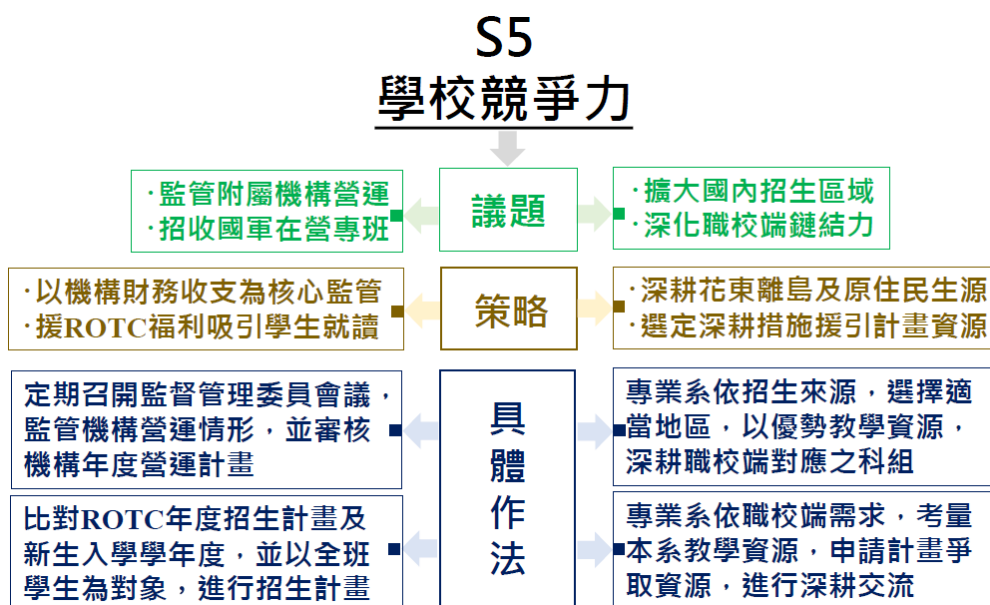 S5
學校競爭力
議題
·監管附屬機構營運
·招收國軍在營專班
·擴大國內招生區域
·深化職校端鏈結力
策略
·以機構財務收支為核心監管
·援ROTC福利吸引學生就讀
·深耕花東離島及原住民生源
·選定深耕措施援引計畫資源
具
體
作
法
定期召開監督管理委員會議，
監管機構營運情形，並審核
機構年度營運計畫
專業系依招生來源，選擇適
當地區，以優勢教學資源，
深耕職校端對應之科組
比對ROTC年度招生計畫及
新生入學學年度，並以全班
學生為對象，進行招生計畫
專業系依職校端需求，考量
本系教學資源，申請計畫爭
取資源，進行深耕交流